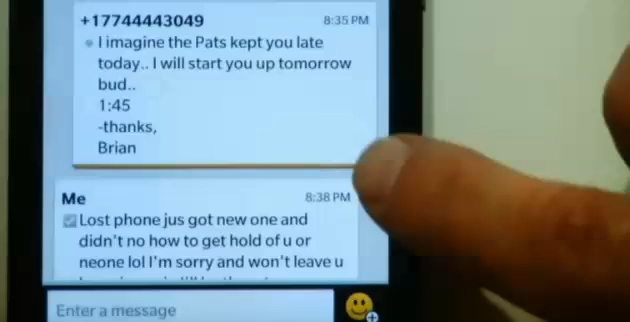 +17744443049 8:35 PM
I imagine the Pats kept you late
today.. I will start you up tomorrow
bud..
1:45
-thanks,
Brian
Me 8:38 PM
Lost phone jus got new one and
didn't no how to get hold of u or
neone lol I'm sorry and won't leave u
Enter a message